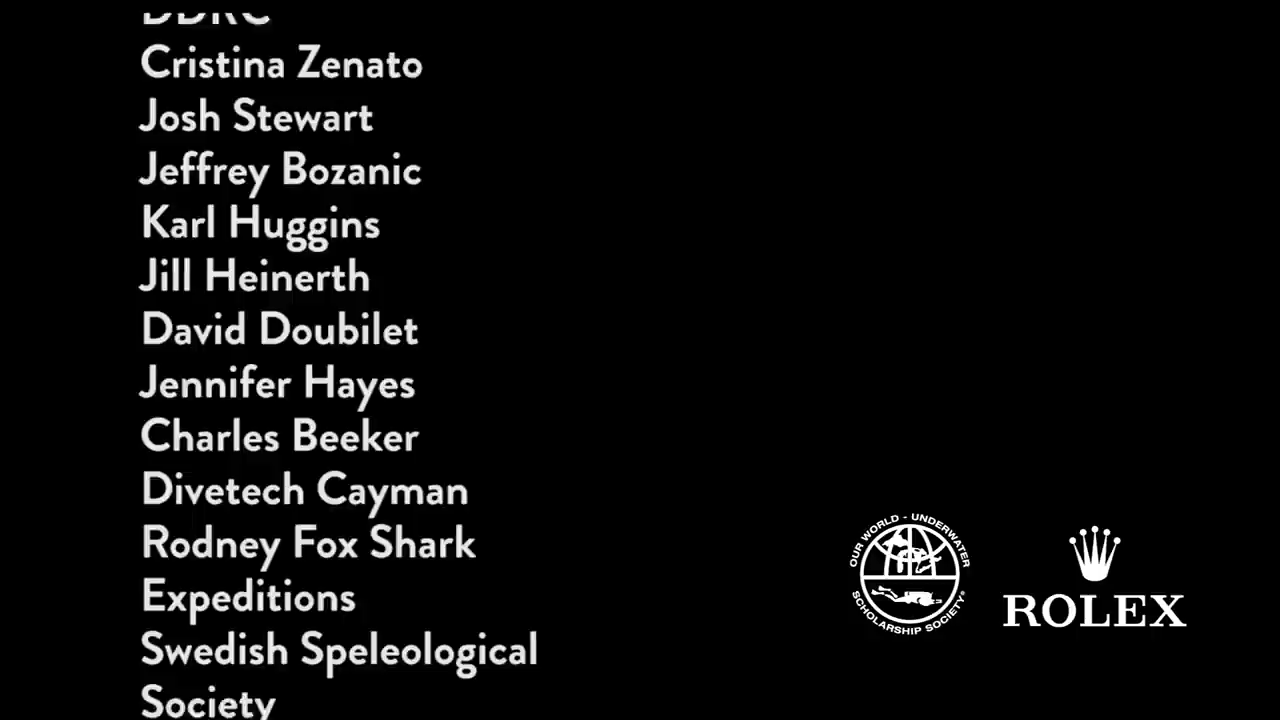 DDRC
Cristina Zenato
Josh Stewart
Jeffrey Bozanic
Karl Huggins
Jill Heinerth
David Doubilet
Jennifer Hayes
Charles Beeker
Divetech Cayman
Rodney Fox Shark
Expeditions
Swedish Speleological
Society
OUR WORLD - UNDERWATER
SCHOLARSHIP SOCIETY®
ROLEX